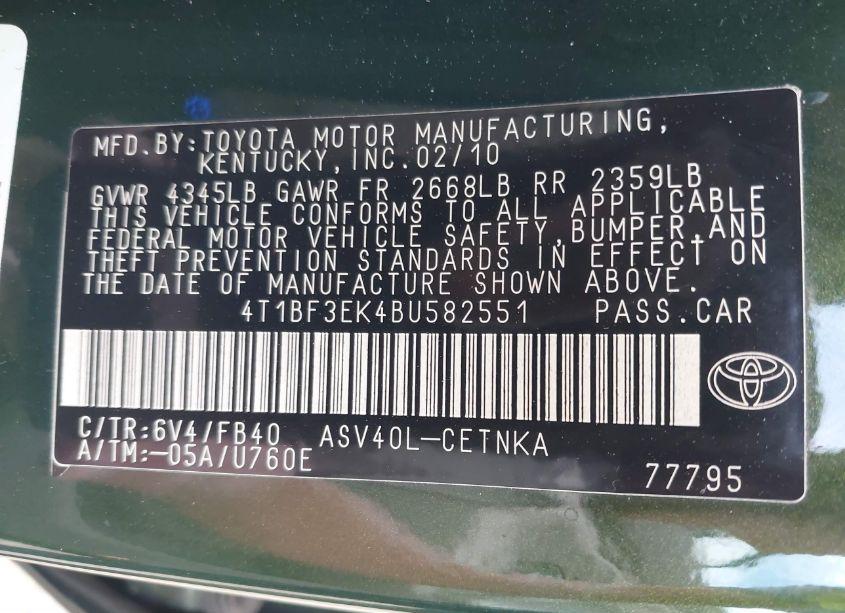 MFD. BY: TOYOTA MOTOR MANUFACTURING,
KENTUCKY, INC. 02/10
GVWR 4345LB GAWR FR 2668LB RR 2359LB
THIS VEHICLE CONFORMS TO ALL APPLICABLE
FEDERAL MOTOR VEHICLE SAFETY, BUMPER, AND
THEFT PREVENTION STANDARDS IN EFFECT ON
THE DATE OF MANUFACTURE SHOWN ABOVE.
4T1BF3EK4BU582551 PASS. CAR
C/TR: 6V4/FB40 ASV40L-CETNKA
A/TM: -05A/U760E
77795